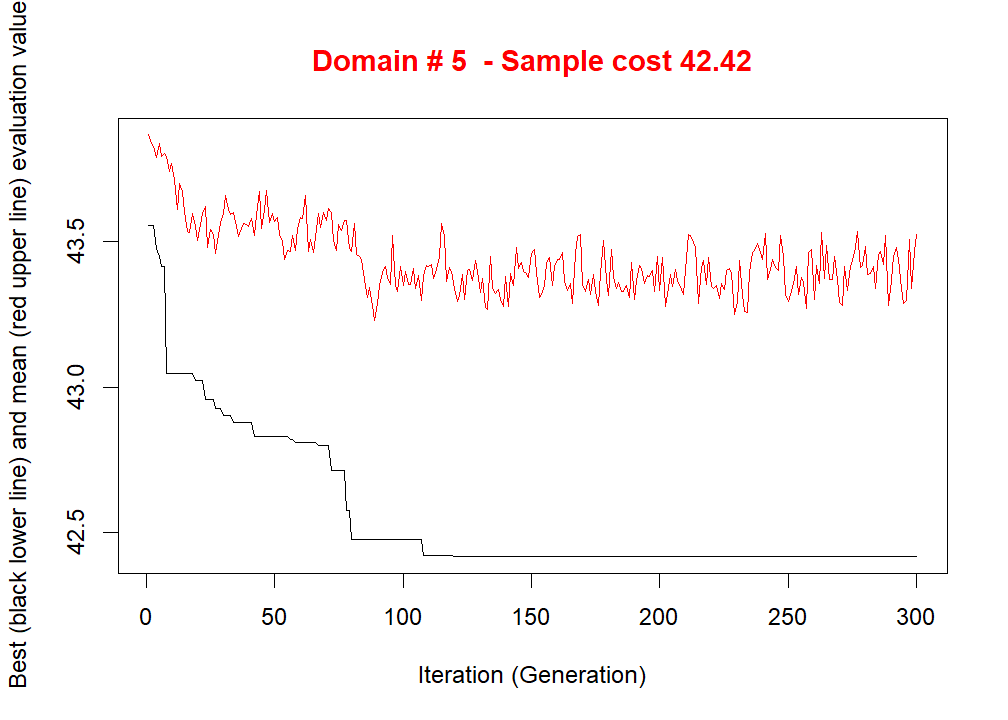 Domain # 5  - Sample cost 42.42
Best (black lower line) and mean (red upper line) evaluation value
43.5
43.0
42.5
0 50 100 150 200 250 300
Iteration (Generation)